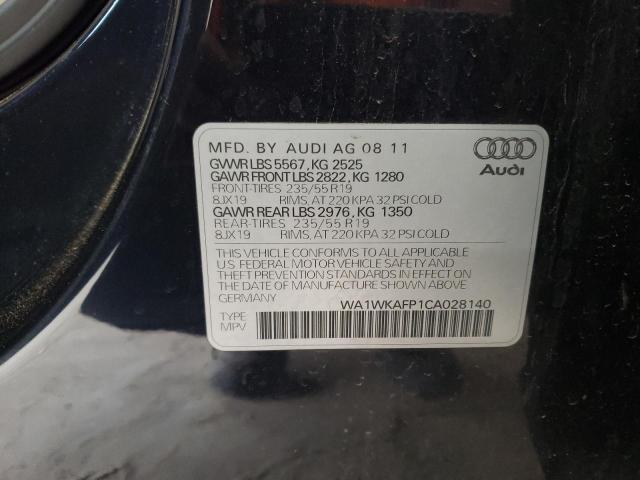 MFD. BY AUDI AG 08 11
GVWR LBS 5567, KG 2525
GAWR FRONT LBS 2822, KG 1280
FRONT-TIRES 235/55 R19
8JX19 RIMS, AT 220 KPA 32 PSI COLD
GAWR REAR LBS 2976, KG 1350
REAR-TIRES 235/55 R19
8JX19 RIMS, AT 220 KPA 32 PSI COLD
THIS VEHICLE CONFORMS TO ALL APPLICABLE
U.S. FEDERAL MOTOR VEHICLE SAFETY AND
THEFT PREVENTION STANDARDS IN EFFECT ON
THE DATE OF MANUFACTURE SHOWN ABOVE
GERMANY
WA1WKAFP1CA028140
TYPE
MPV
Audi